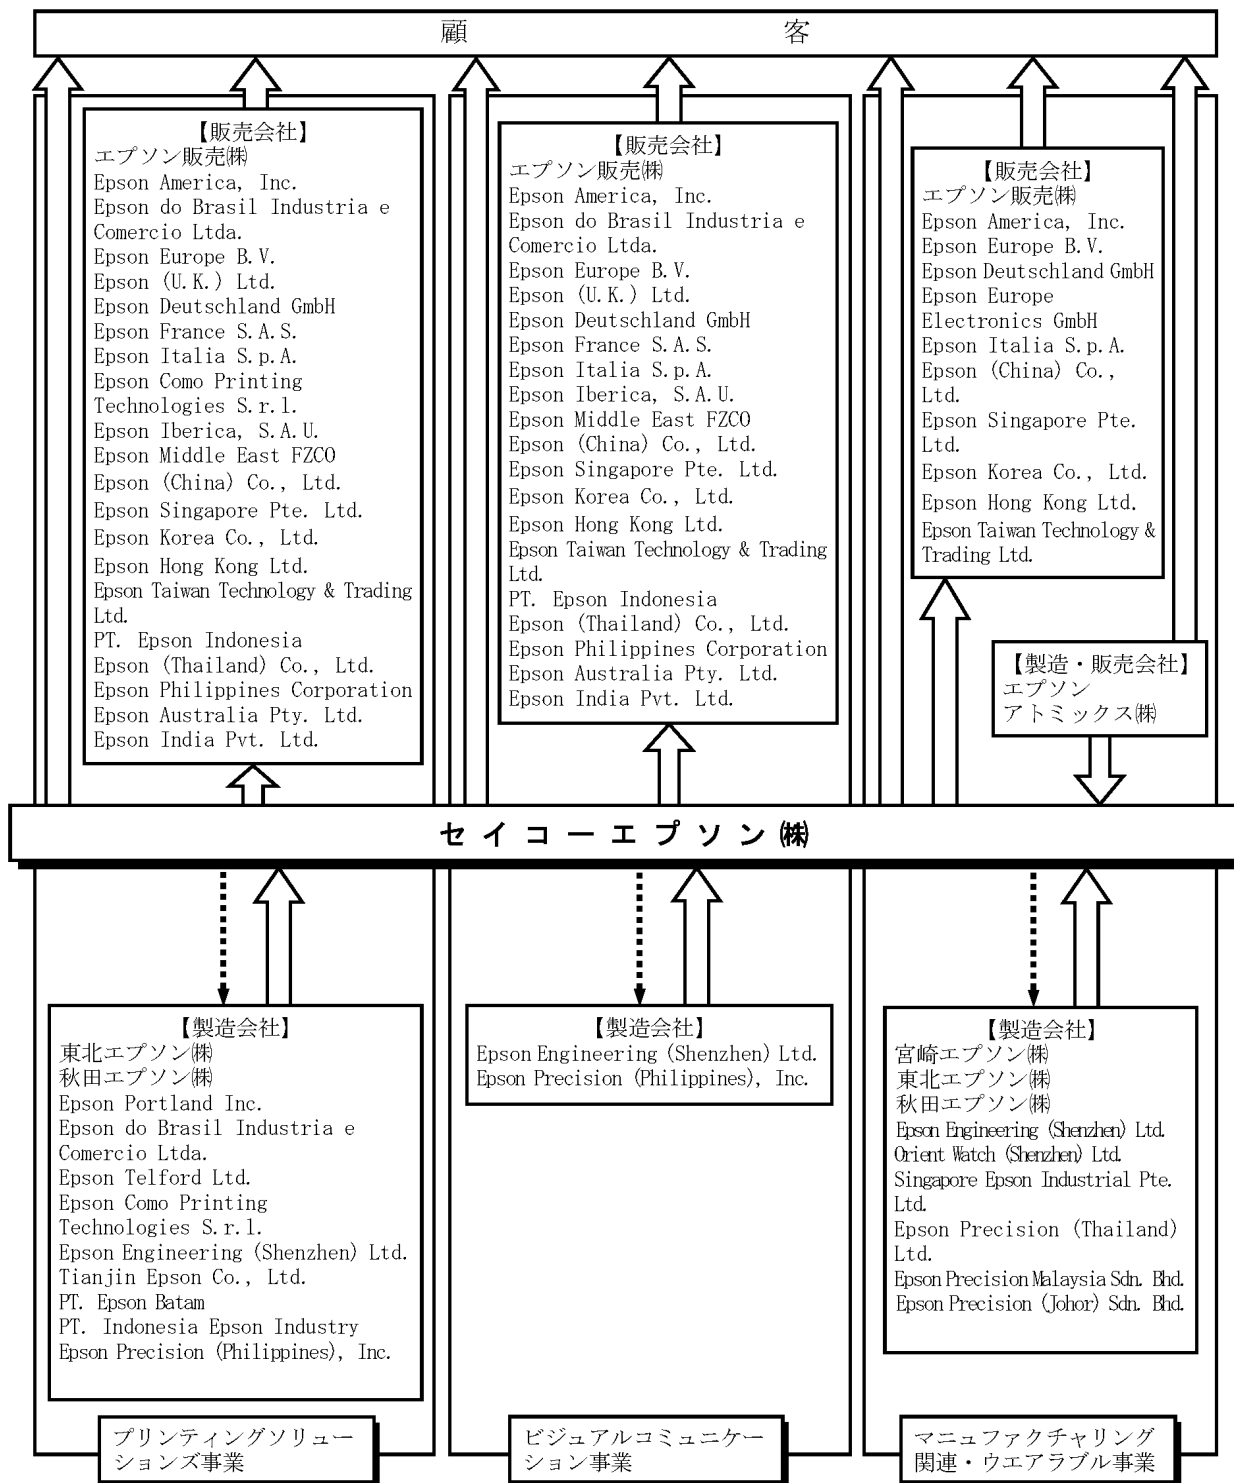 顧　　　　　客
【販売会社】
エプソン販売㈱
Epson America, Inc.
Epson do Brasil Industria e
Comercio Ltda.
Epson Europe B.V.
Epson (U.K.) Ltd.
Epson Deutschland GmbH
Epson France S.A.S.
Epson Italia S.p.A.
Epson Como Printing
Technologies S.r.l.
Epson Iberica, S.A.U.
Epson Middle East FZCO
Epson (China) Co., Ltd.
Epson Singapore Pte. Ltd.
Epson Korea Co., Ltd.
Epson Hong Kong Ltd.
Epson Taiwan Technology & Trading
Ltd.
PT. Epson Indonesia
Epson (Thailand) Co., Ltd.
Epson Philippines Corporation
Epson Australia Pty. Ltd.
Epson India Pvt. Ltd.
【販売会社】
エプソン販売㈱
Epson America, Inc.
Epson do Brasil Industria e
Comercio Ltda.
Epson Europe B.V.
Epson (U.K.) Ltd.
Epson Deutschland GmbH
Epson France S.A.S.
Epson Italia S.p.A.
Epson Iberica, S.A.U.
Epson Middle East FZCO
Epson (China) Co., Ltd.
Epson Singapore Pte. Ltd.
Epson Korea Co., Ltd.
Epson Hong Kong Ltd.
Epson Taiwan Technology & Trading
Ltd.
PT. Epson Indonesia
Epson (Thailand) Co., Ltd.
Epson Philippines Corporation
Epson Australia Pty. Ltd.
Epson India Pvt. Ltd.
【販売会社】
エプソン販売㈱
Epson America, Inc.
Epson Europe B.V.
Epson Deutschland GmbH
Epson Europe
Electronics GmbH
Epson Italia S.p.A.
Epson (China) Co.,
Ltd.
Epson Singapore Pte.
Ltd.
Epson Korea Co., Ltd.
Epson Hong Kong Ltd.
Epson Taiwan Technology &
Trading Ltd.
【製造・販売会社】
エプソン
アトミックス㈱
セイコーエプソン㈱
【製造会社】
東北エプソン㈱
秋田エプソン㈱
Epson Portland Inc.
Epson do Brasil Industria e
Comercio Ltda.
Epson Telford Ltd.
Epson Como Printing
Technologies S.r.l.
Epson Engineering (Shenzhen) Ltd.
Tianjin Epson Co., Ltd.
PT. Epson Batam
PT. Indonesia Epson Industry
Epson Precision (Philippines), Inc.
【製造会社】
Epson Engineering (Shenzhen) Ltd.
Epson Precision (Philippines), Inc.
【製造会社】
宮崎エプソン㈱
東北エプソン㈱
秋田エプソン㈱
Epson Engineering (Shenzhen) Ltd.
Orient Watch (Shenzhen) Ltd.
Singapore Epson Industrial Pte.
Ltd.
Epson Precision (Thailand)
Ltd.
Epson Precision Malaysia Sdn. Bhd.
Epson Precision (Johor) Sdn. Bhd.
プリンティングソリュー
ションズ事業
ビジュアルコミュニケー
ション事業
マニュファクチャリング
関連・ウエアラブル事業